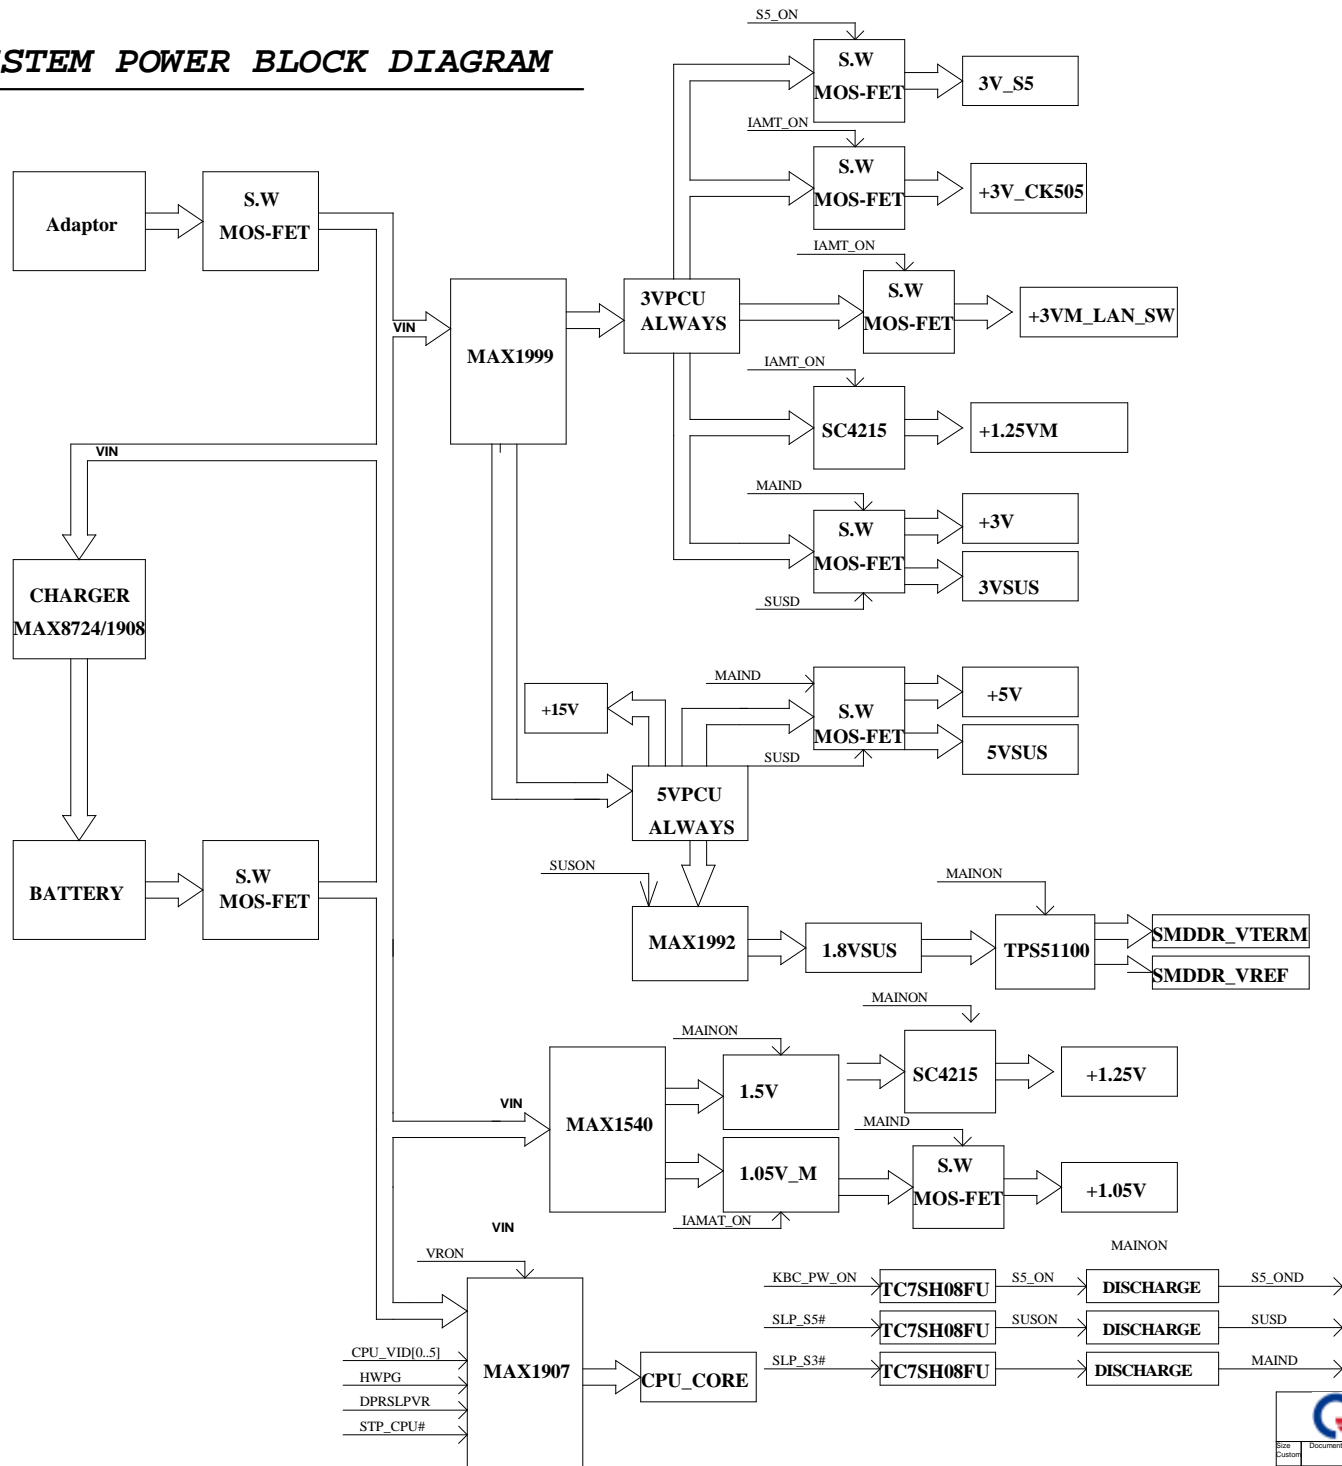 STEM POWER BLOCK DIAGRAM
S5_ON
S.W
MOS-FET
3V_S5
IAMT_ON
S.W
MOS-FET
+3V_CK505
Adaptor
S.W
MOS-FET
IAMT_ON
S.W
MOS-FET
+3VM_LAN_SW
VIN
MAX1999
3VPCU
ALWAYS
IAMT_ON
SC4215
+1.25VM
VIN
MAIND
S.W
MOS-FET
+3V
3VSUS
SUSD
CHARGER
MAX8724/1908
MAIND
S.W
MOS-FET
+5V
5VSUS
SUSD
+15V
5VPCU
ALWAYS
BATTERY
S.W
MOS-FET
SUSON
MAX1992
1.8VSUS
MAINON
TPS51100
SMDDR_VTERM
SMDDR_VREF
MAINON
SC4215
+1.25V
MAINON
1.5V
VIN
MAX1540
1.05V_M
IAMAT_ON
MAIND
S.W
MOS-FET
+1.05V
VIN
VRON
MAX1907
CPU_VID[0..5]
HWPG
DPRSLPVR
STP_CPU#
CPU_CORE
MAINON
KBC_PW_ON
TC7SH08FU
S5_ON
DISCHARGE
S5_OND
SLP_S5#
TC7SH08FU
SUSON
DISCHARGE
SUSD
SLP_S3#
TC7SH08FU
DISCHARGE
MAIND
Size
Custom
Document